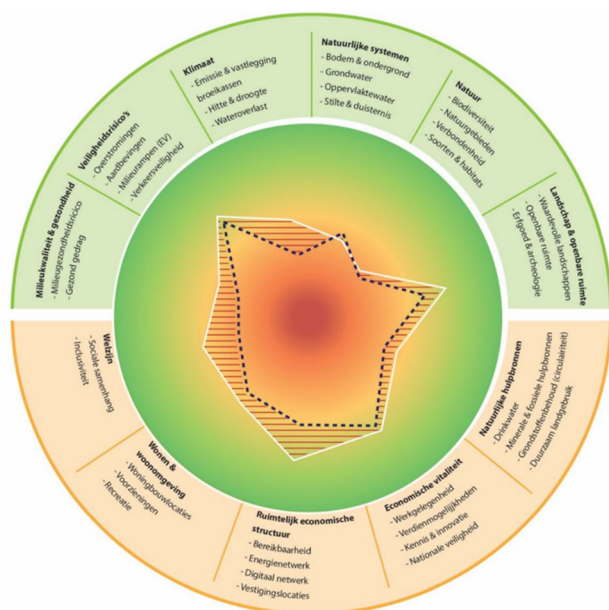 Milieukwaliteit & gezondheid
- Milieugezondheidsricico
- Gezond gedrag
Veiligheidsrisico's
- Overstromingen
- Aardbevingen
- Milieurampen (EV)
- Verkeersveiligheid
Klimaat
- Emissie & vastlegging
broeikassen
- Hitte & droogte
- Wateroverlast
Natuurlijke systemen
- Bodem & ondergrond
- Grondwater
- Oppervlaktewater
- Stilte & duisternis
Natuur
- Biodiversiteit
- Natuurgebieden
- Verbondenheid
- Soorten & habitats
Landschap & openbare ruimte
- Waardevolle landschappen
- Openbare ruimte
- Erfgoed & archeologie
Natuurlijke hulpbronnen
- Drinkwater
- Minerale & fossiele hulpbronnen
- Grondstoffenbehoud (circulairiteit)
- Duurzaam landgebruik
Economische vitaliteit
- Werkgelegenheid
- Verdienmogelijkheden
- Kennis & innovatie
- Nationale veiligheid
Ruimtelijk economische
structuur
- Bereikbaarheid
- Energienetwerk
- Digitaal netwerk
- Vestigingslocaties
Wonen &
woonomgeving
- Woningbouwlocaties
- Voorzieningen
- Recreatie
Welzijn
- Sociale samenhang
- Inclusiviteit